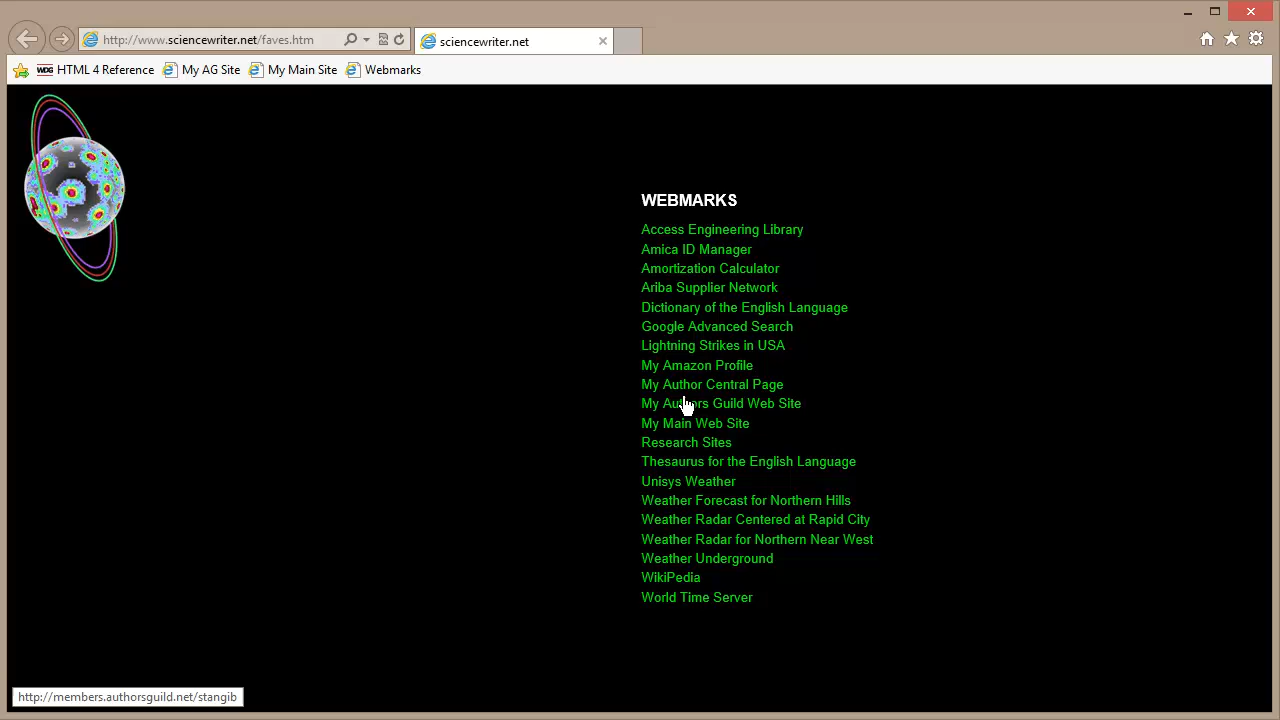 http://www.sciencewriter.net/faves.htm
sciencewriter.net
WDG HTML 4 Reference
My AG Site
My Main Site
Webmarks
WEBMARKS
Access Engineering Library
Amica ID Manager
Amortization Calculator
Ariba Supplier Network
Dictionary of the English Language
Google Advanced Search
Lightning Strikes in USA
My Amazon Profile
My Author Central Page
My Authors Guild Web Site
My Main Web Site
Research Sites
Thesaurus for the English Language
Unisys Weather
Weather Forecast for Northern Hills
Weather Radar Centered at Rapid City
Weather Radar for Northern Near West
Weather Underground
WikiPedia
World Time Server
http://members.authorsguild.net/stangib